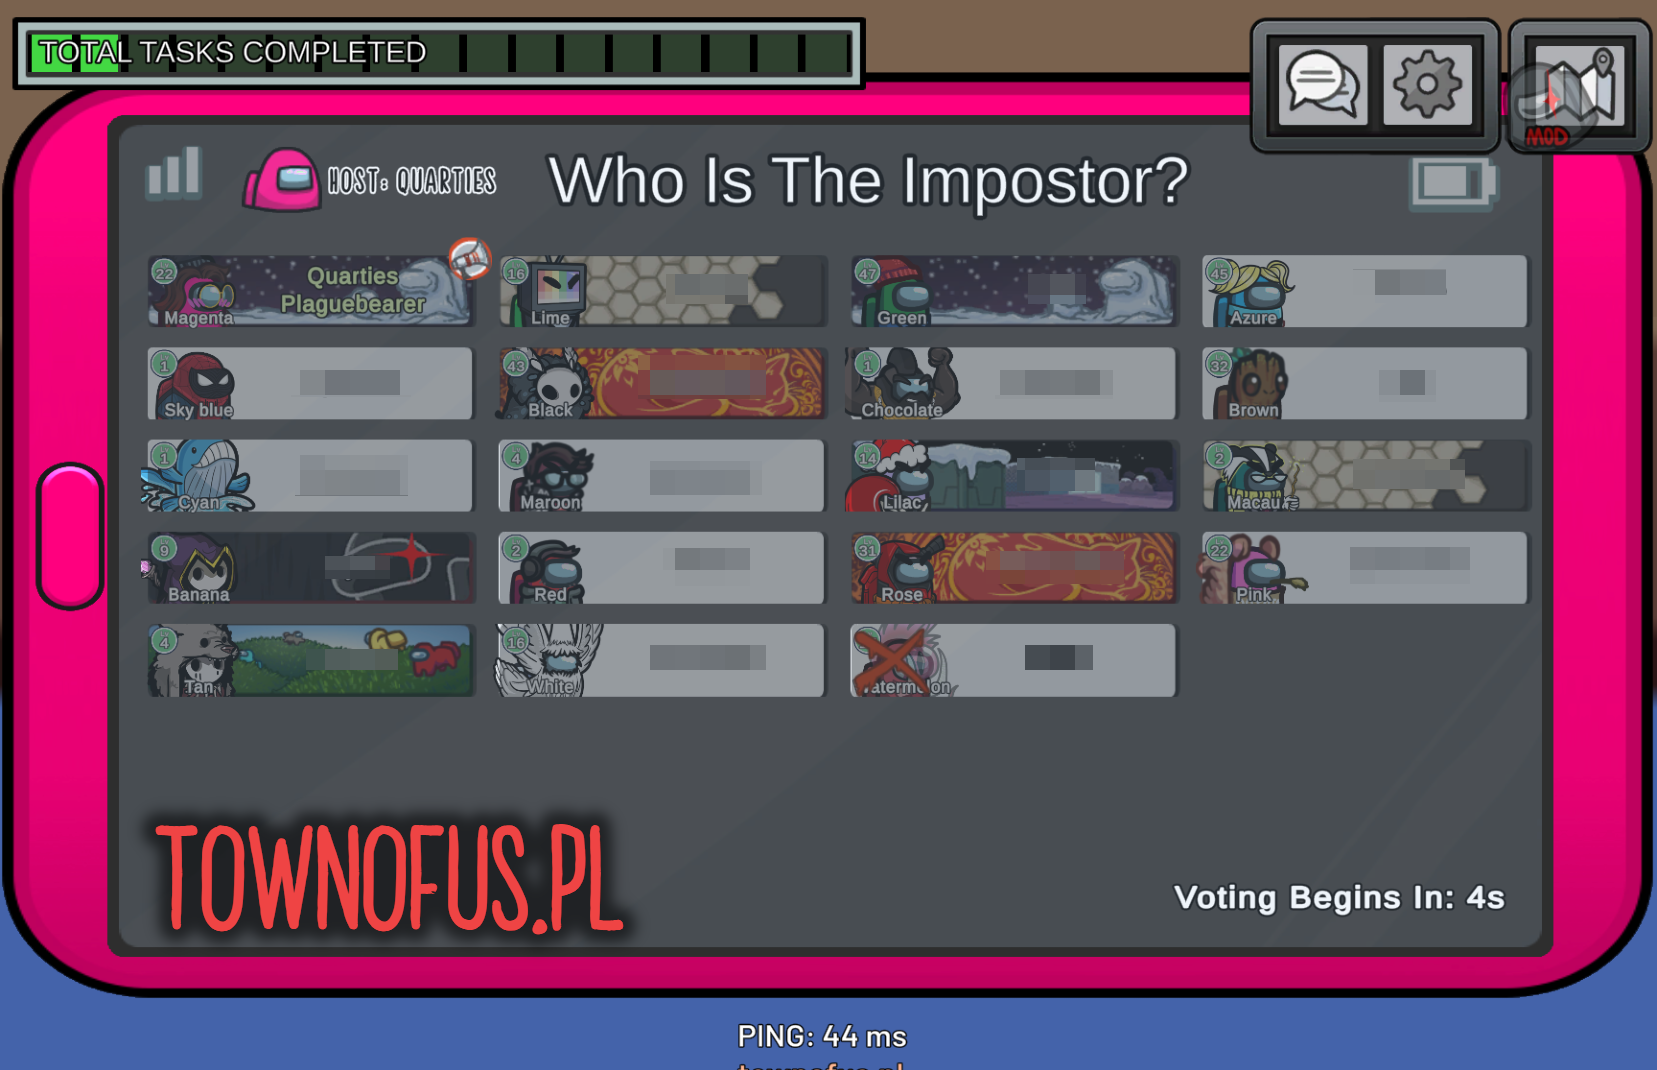 TOTAL TASKS COMPLETED
MOD
HOST: QUARTIES
Who Is The Impostor?
22
Quarties
Plaguebearer
Magenta
16
Lime
47
Green
45
Azure
1
Sky blue
43
Black
1
Chocolate
32
Brown
1
Cyan
4
Maroon
14
Lilac
2
Macau
9
Banana
2
Red
31
Rose
22
Pink
4
Tan
16
White
TOWNOFUS.PL
Voting Begins In: 4s
PING: 44 ms
townofus.pl